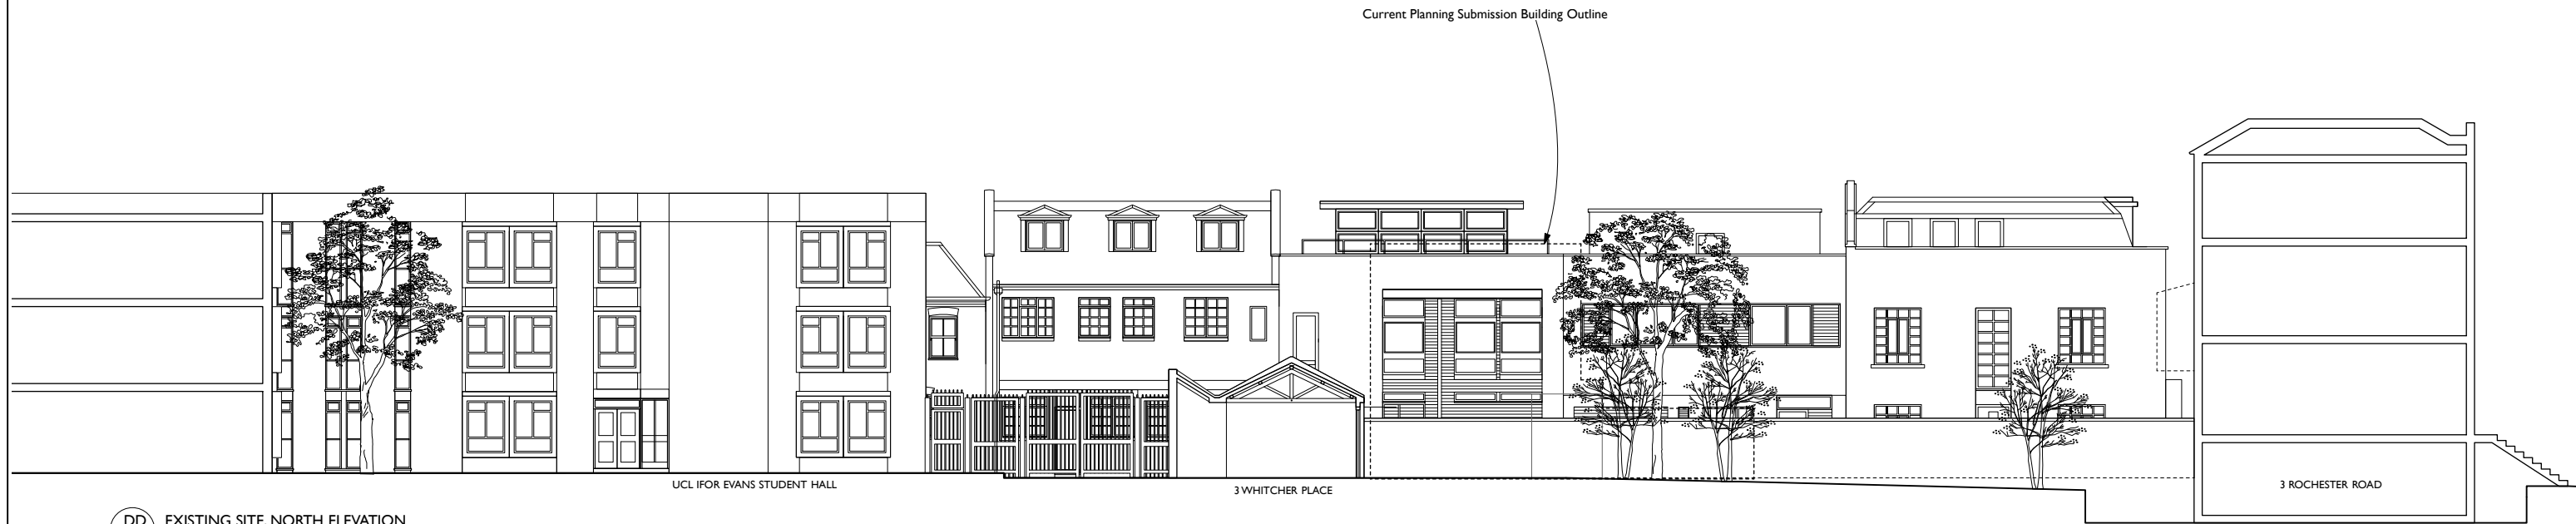 Current Planning Submission Building Outline
UCL IFOR EVANS STUDENT HALL
3 WHITCHER PLACE
3 ROCHESTER ROAD
DD EXISTING SITE NORTH ELEVATION